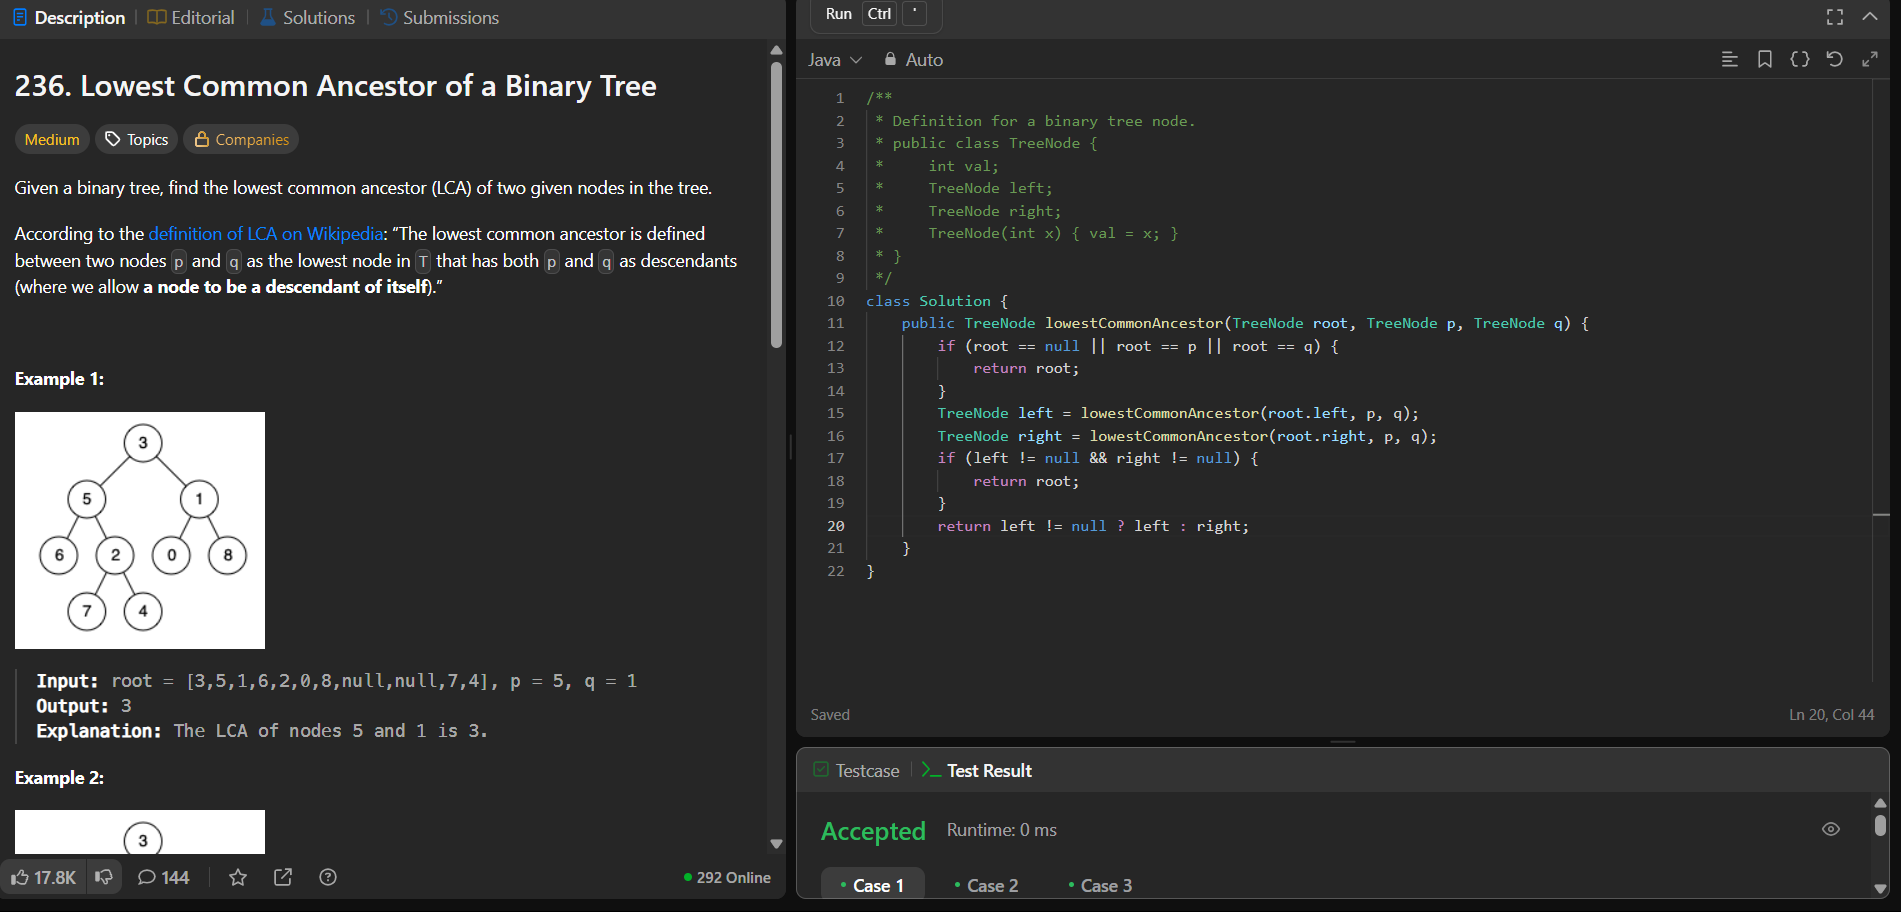 Description | Editorial | Solutions | Submissions
236. Lowest Common Ancestor of a Binary Tree
Medium Topics Companies
Given a binary tree, find the lowest common ancestor (LCA) of two given nodes in the tree.
According to the definition of LCA on Wikipedia: “The lowest common ancestor is defined
between two nodes p and q as the lowest node in T that has both p and q as descendants
(where we allow a node to be a descendant of itself).”
Example 1:
3
5 1
6 2 0 8
7 4
Input: root = [3,5,1,6,2,0,8,null,null,7,4], p = 5, q = 1
Output: 3
Explanation: The LCA of nodes 5 and 1 is 3.
Example 2:
3
17.8K 144 292 Online
Run Ctrl '
Java Auto
1 /**
2  * Definition for a binary tree node.
3  * public class TreeNode {
4  *     int val;
5  *     TreeNode left;
6  *     TreeNode right;
7  *     TreeNode(int x) { val = x; }
8  * }
9  */
10 class Solution {
11     public TreeNode lowestCommonAncestor(TreeNode root, TreeNode p, TreeNode q) {
12         if (root == null || root == p || root == q) {
13             return root;
14         }
15         TreeNode left = lowestCommonAncestor(root.left, p, q);
16         TreeNode right = lowestCommonAncestor(root.right, p, q);
17         if (left != null && right != null) {
18             return root;
19         }
20         return left != null ? left : right;
21     }
22 }
Saved Ln 20, Col 44
Testcase | >_ Test Result
Accepted Runtime: 0 ms
• Case 1 • Case 2 • Case 3